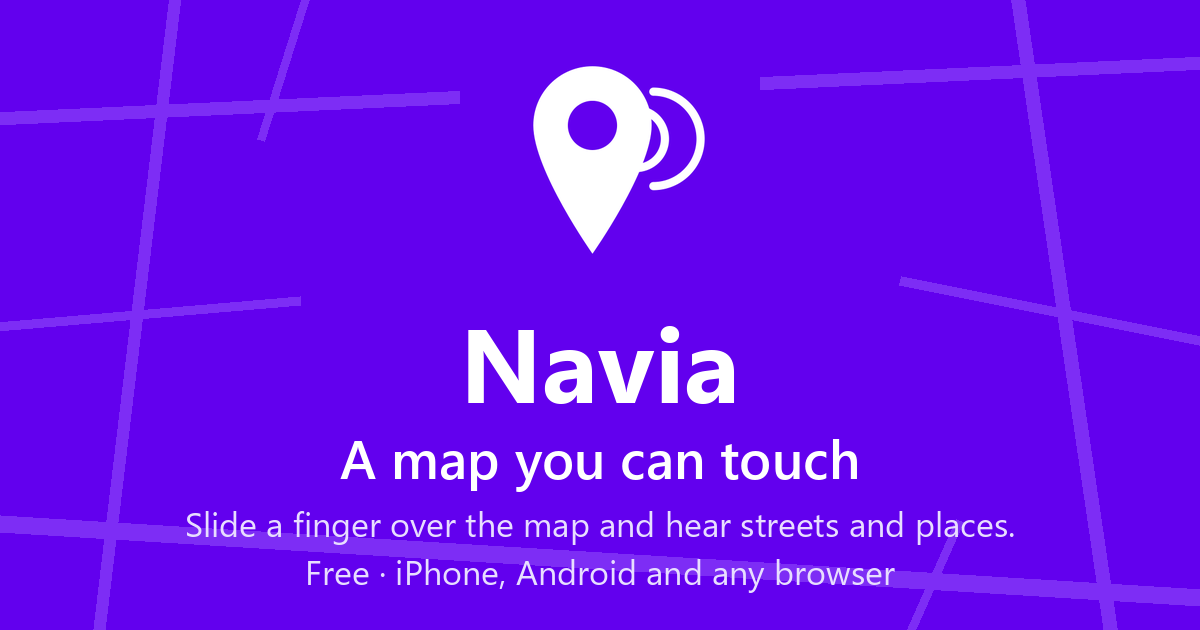 Navia
A map you can touch
Slide a finger over the map and hear streets and places.
Free · iPhone, Android and any browser